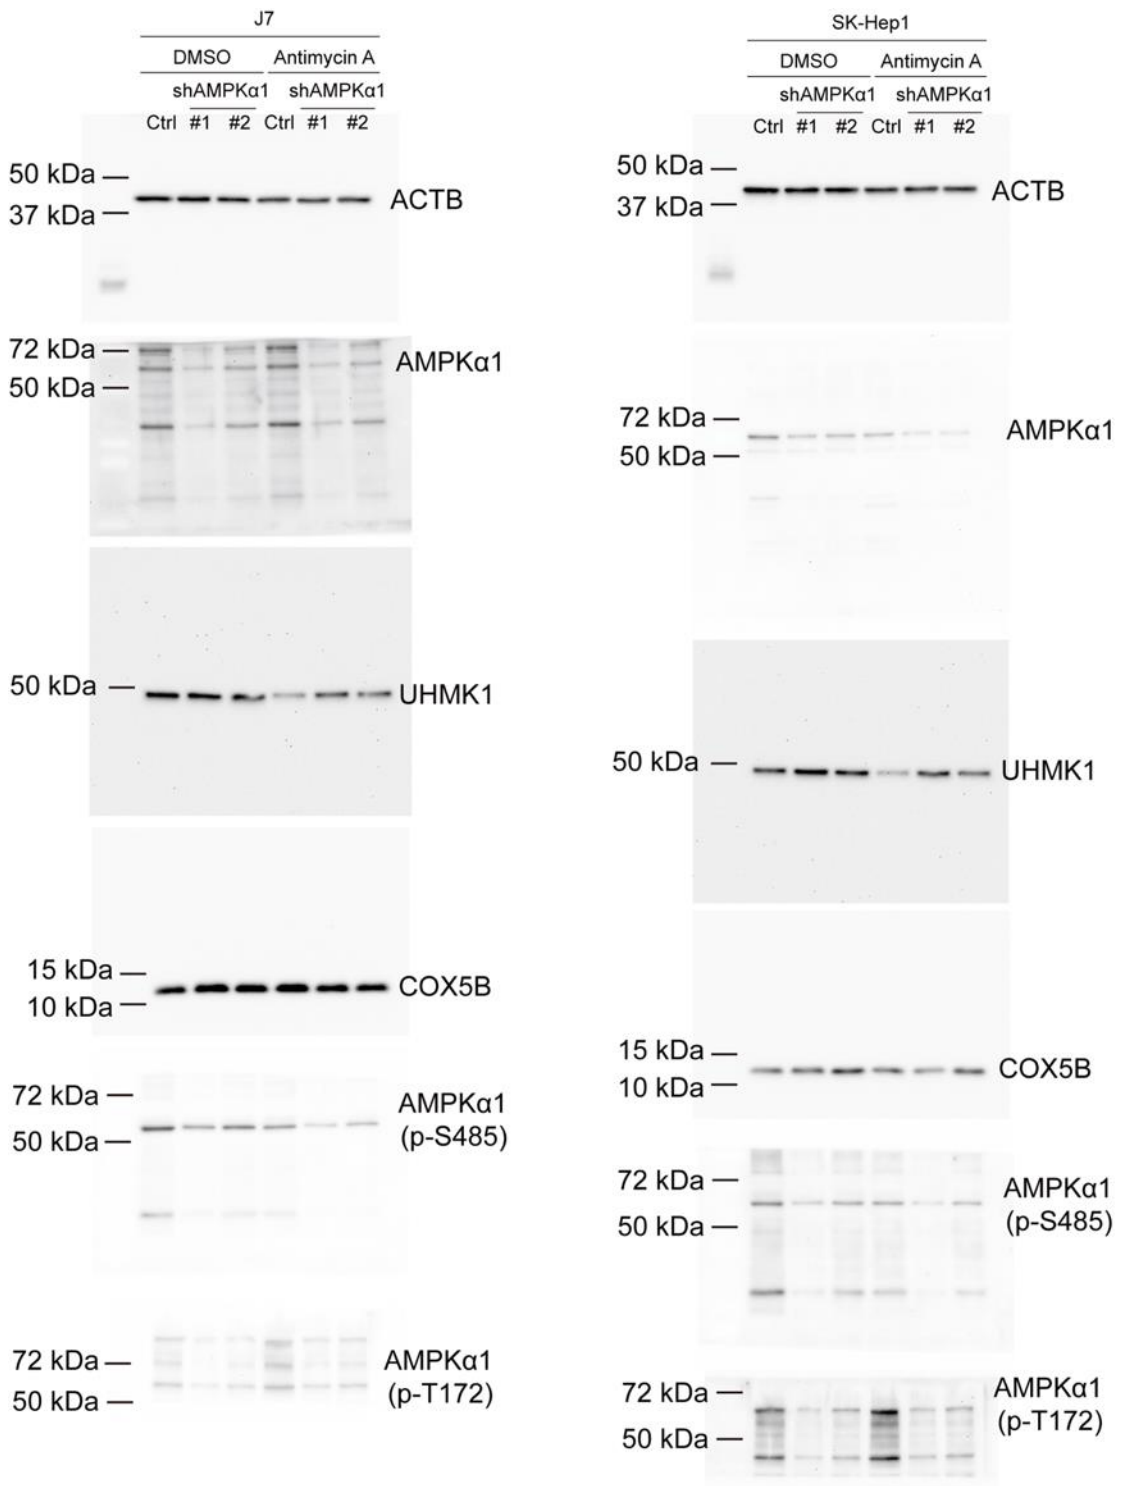 J7
DMSO Antimycin A
shAMPKα1 shAMPKα1
Ctrl #1 #2 Ctrl #1 #2
50 kDa
37 kDa
ACTB
72 kDa
50 kDa
AMPKα1
50 kDa
UHMK1
15 kDa
10 kDa
COX5B
72 kDa
50 kDa
AMPKα1
(p-S485)
72 kDa
50 kDa
AMPKα1
(p-T172)
SK-Hep1
DMSO Antimycin A
shAMPKα1 shAMPKα1
Ctrl #1 #2 Ctrl #1 #2
50 kDa
37 kDa
ACTB
72 kDa
50 kDa
AMPKα1
50 kDa
UHMK1
15 kDa
10 kDa
COX5B
72 kDa
50 kDa
AMPKα1
(p-S485)
72 kDa
50 kDa
AMPKα1
(p-T172)